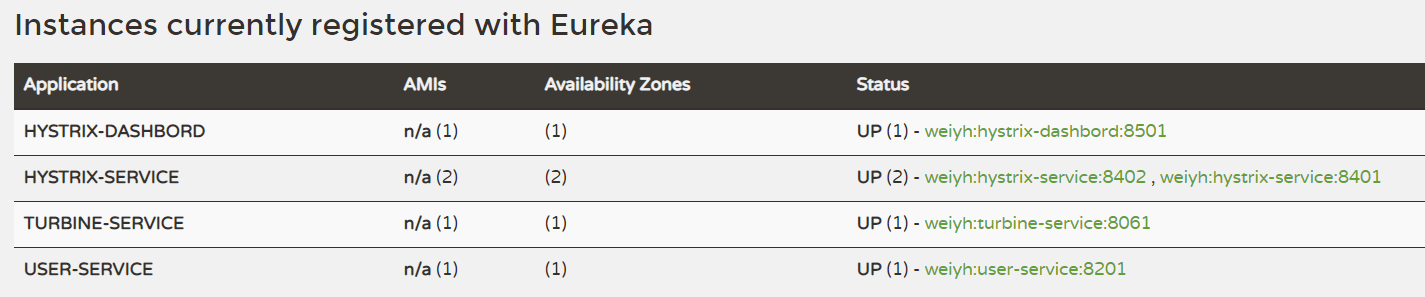 Instances currently registered with Eureka
Application AMIs Availability Zones Status
HYSTRIX-DASHBORD n/a (1) (1) UP (1) - weiyh:hystrix-dashbord:8501
HYSTRIX-SERVICE n/a (2) (2) UP (2) - weiyh:hystrix-service:8402 , weiyh:hystrix-service:8401
TURBINE-SERVICE n/a (1) (1) UP (1) - weiyh:turbine-service:8061
USER-SERVICE n/a (1) (1) UP (1) - weiyh:user-service:8201